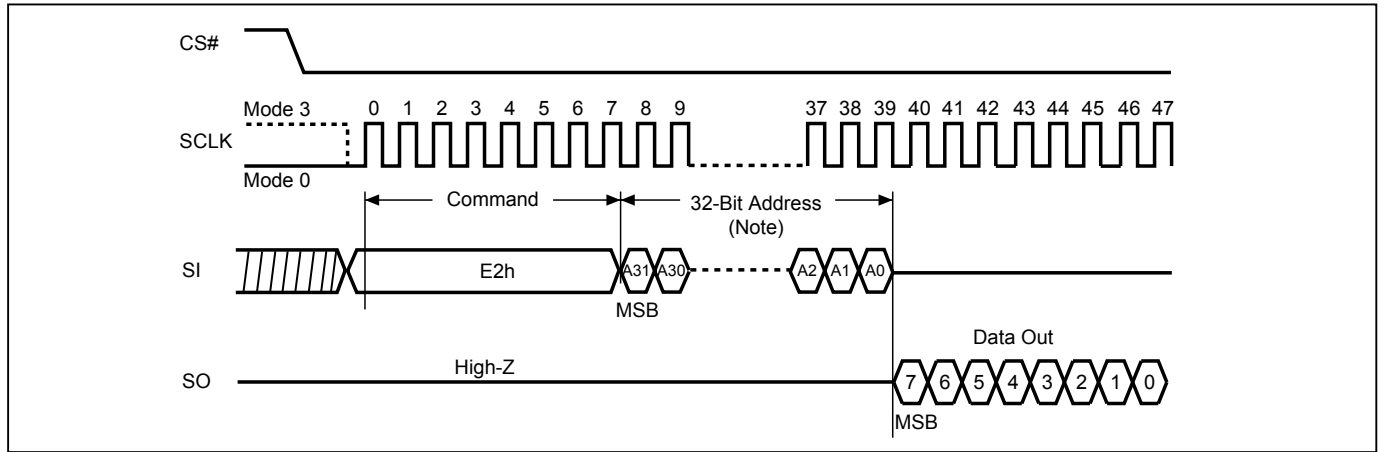 CS#
Mode 3
0 1 2 3 4 5 6 7 8 9 37 38 39 40 41 42 43 44 45 46 47
SCLK
Mode 0
Command
32-Bit Address
(Note)
SI
E2h
A31 A30 A2 A1 A0
MSB
Data Out
High-Z
SO
7 6 5 4 3 2 1 0
MSB